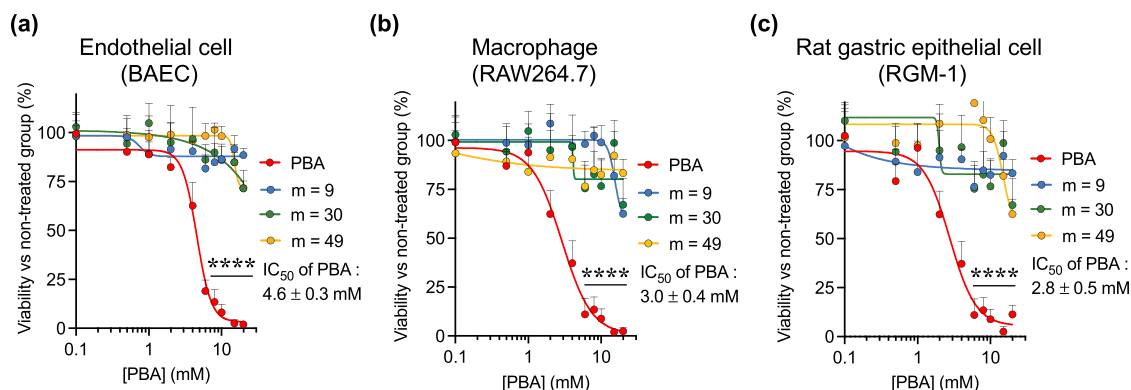 (a)
Endothelial cell
(BAEC)
Viability vs non-treated group (%)
100
75
50
25
0
0.1
1
10
[PBA] (mM)
PBA
m = 9
m = 30
m = 49
****
IC50 of PBA :
4.6 ± 0.3 mM
(b)
Macrophage
(RAW264.7)
Viability vs non-treated group (%)
100
75
50
25
0
0.1
1
10
[PBA] (mM)
PBA
m = 9
m = 30
m = 49
****
IC50 of PBA :
3.0 ± 0.4 mM
(c)
Rat gastric epithelial cell
(RGM-1)
Viability vs non-treated group (%)
100
75
50
25
0
0.1
1
10
[PBA] (mM)
PBA
m = 9
m = 30
m = 49
****
IC50 of PBA :
2.8 ± 0.5 mM